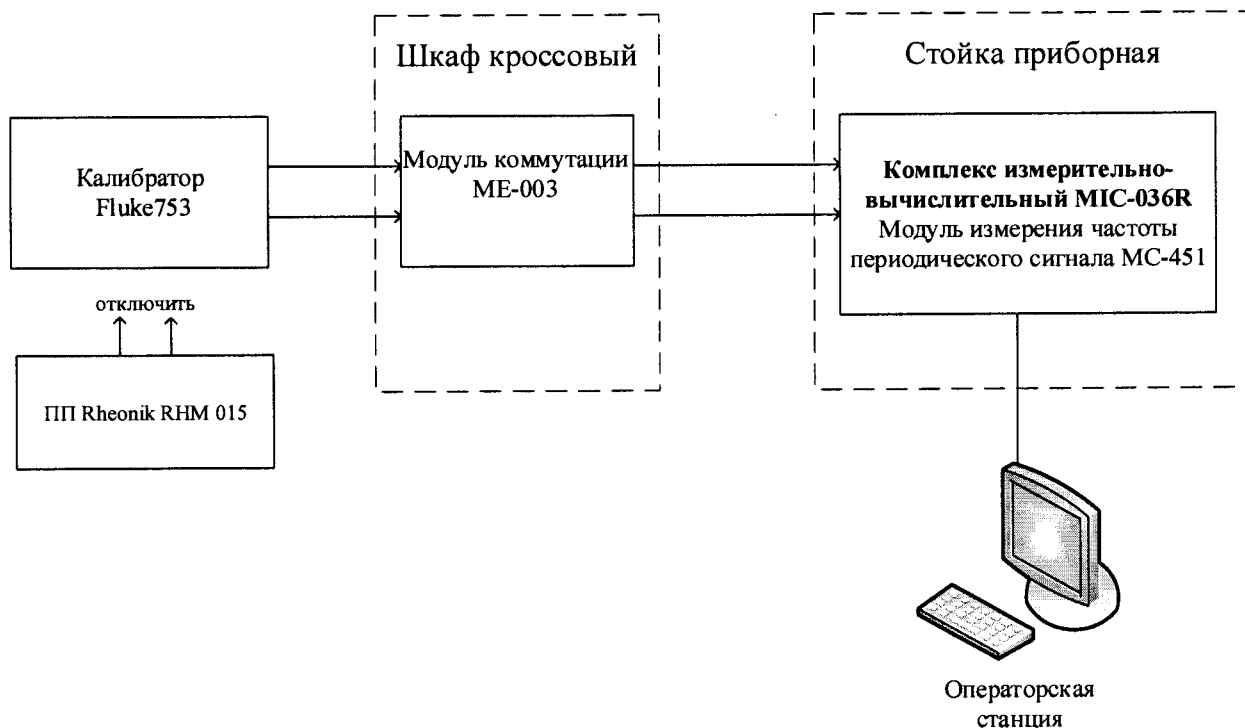 Шкаф кроссовый
Стойка приборная
Калибратор
Fluke753
Модуль коммутации
ME-003
Комплекс измерительно-
вычислительный MIC-036R
Модуль измерения частоты
периодического сигнала МС-451
отключить
ПП Rheonik RHM 015
Операторская
станция